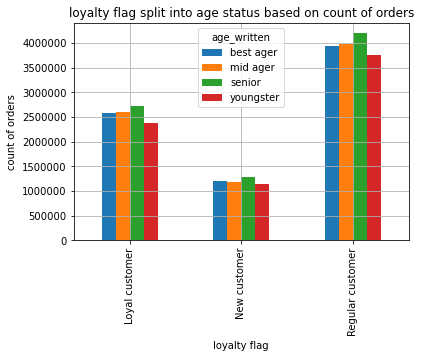 loyalty flag split into age status based on count of orders
age_written
best ager
mid ager
senior
youngster
4000000
3500000
3000000
2500000
2000000
1500000
1000000
500000
0
count of orders
Loyal customer
New customer
Regular customer
loyalty flag